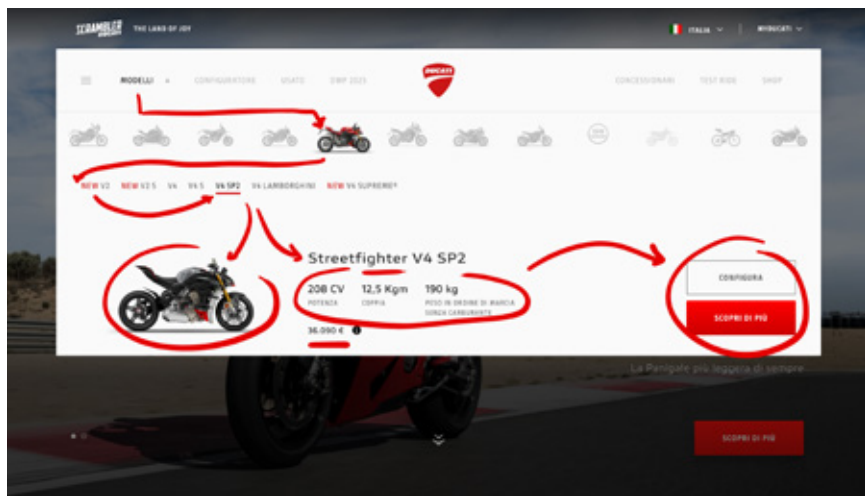 SCRAMBLER DUCATI THE LAND OF JOY ITALIA MYDUCATI
MODELLI CONFIGURATORE USATO DWP 2025 DUCATI CONCESSIONARI TEST RIDE SHOP
NEW V2 NEW V2 S V4 V4 S V4 SP2 V4 LAMBORGHINI NEW V4 SUPREME®
Streetfighter V4 SP2
208 CV 12,5 Kgm 190 kg
POTENZA COPPIA PESO IN ORDINE DI MARCIA
SENZA CARBURANTE
36.090 €
CONFIGURA
SCOPRI DI PIÙ
La Panigale più leggera di sempre
SCOPRI DI PIÙ